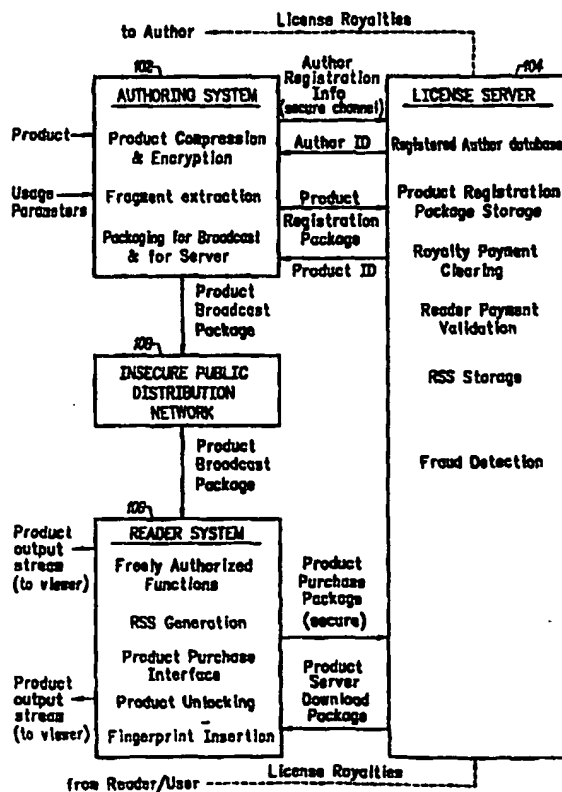 License Royalties
to Author
102
AUTHORING SYSTEM
Product Compression
& Encryption
Fragment extraction
Packaging for Broadcast
& for Server
Product
Usage
Parameters
Author
Registration
Info
(secure channel)
Author ID
Product
Registration
Package
Product ID
104
LICENSE SERVER
Registered Author database
Product Registration
Package Storage
Royalty Payment
Clearing
Reader Payment
Validation
RSS Storage
Fraud Detection
Product
Broadcast
Package
108
INSECURE PUBLIC
DISTRIBUTION
NETWORK
Product
Broadcast
Package
106
READER SYSTEM
Freely Authorized
Functions
RSS Generation
Product Purchase
Interface
Product Unlocking
Fingerprint Insertion
Product
output
stream
(to viewer)
Product
output
stream
(to viewer)
Product
Purchase
Package
(secure)
Product
Server
Download
Package
License Royalties
from Reader/User